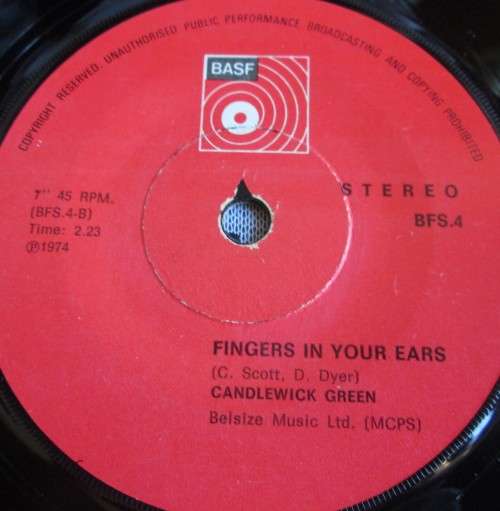 COPYRIGHT RESERVED. UNAUTHORISED PUBLIC PERFORMANCE BROADCASTING AND COPYING PROHIBITED
BASF
7" 45 RPM.
(BFS.4-B)
Time: 2.23
℗1974
STEREO
BFS.4
FINGERS IN YOUR EARS
(C. Scott, D. Dyer)
CANDLEWICK GREEN
Belsize Music Ltd. (MCPS)